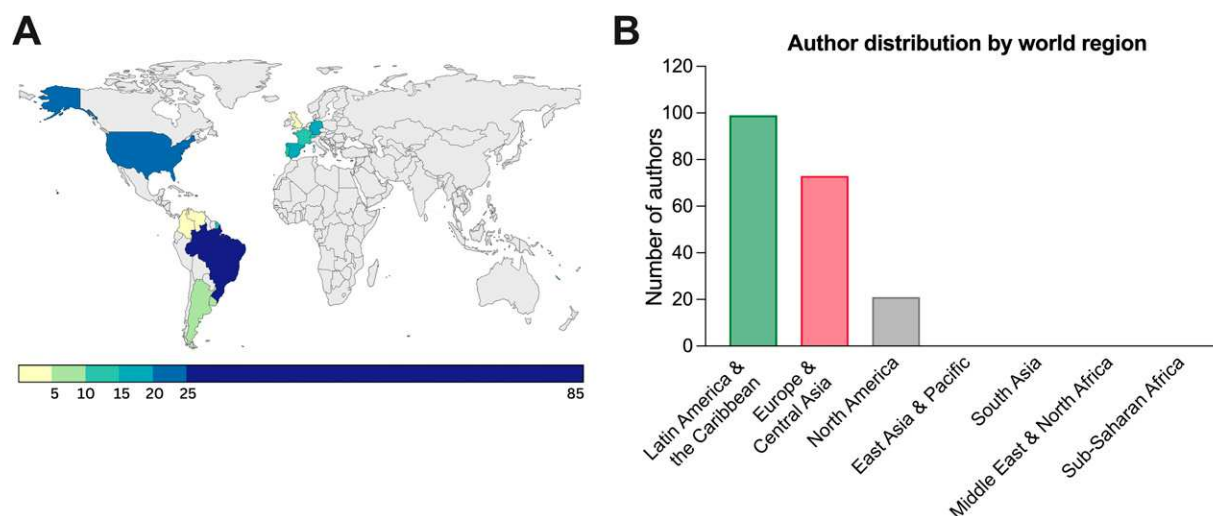 A
5 10 15 20 25 85
B
Author distribution by world region
Number of authors
120
100
80
60
40
20
0
Latin America &
the Caribbean
Europe &
Central Asia
North America
East Asia & Pacific
South Asia
Middle East & North Africa
Sub-Saharan Africa